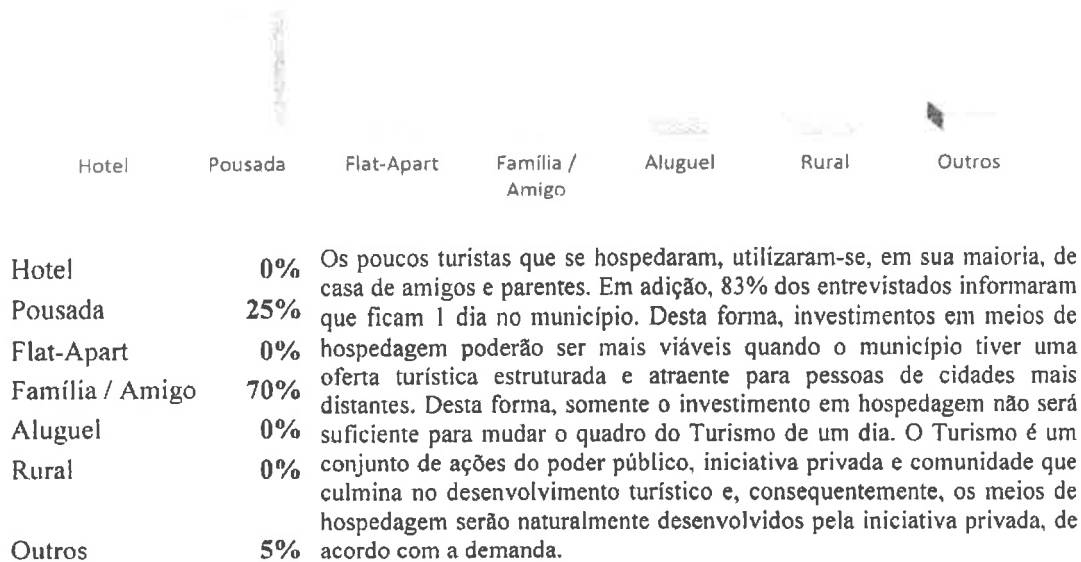 Hotel Pousada Flat-Apart Família / Amigo Aluguel Rural Outros
Hotel 0%
Pousada 25%
Flat-Apart 0%
Família / Amigo 70%
Aluguel 0%
Rural 0%
Outros 5%
Os poucos turistas que se hospedaram, utilizaram-se, em sua maioria, de
casa de amigos e parentes. Em adição, 83% dos entrevistados informaram
que ficam 1 dia no município. Desta forma, investimentos em meios de
hospedagem poderão ser mais viáveis quando o município tiver uma
oferta turística estruturada e atraente para pessoas de cidades mais
distantes. Desta forma, somente o investimento em hospedagem não será
suficiente para mudar o quadro do Turismo de um dia. O Turismo é um
conjunto de ações do poder público, iniciativa privada e comunidade que
culmina no desenvolvimento turístico e, consequentemente, os meios de
hospedagem serão naturalmente desenvolvidos pela iniciativa privada, de
acordo com a demanda.